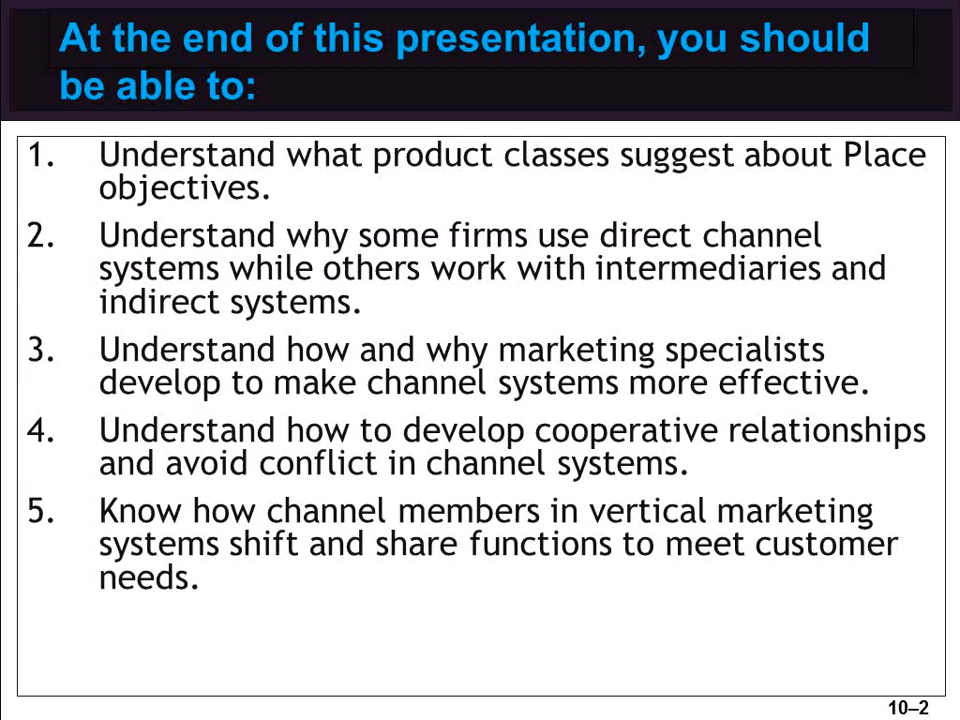 At the end of this presentation, you should
be able to:
1. Understand what product classes suggest about Place
objectives.
2. Understand why some firms use direct channel
systems while others work with intermediaries and
indirect systems.
3. Understand how and why marketing specialists
develop to make channel systems more effective.
4. Understand how to develop cooperative relationships
and avoid conflict in channel systems.
5. Know how channel members in vertical marketing
systems shift and share functions to meet customer
needs.
10–2